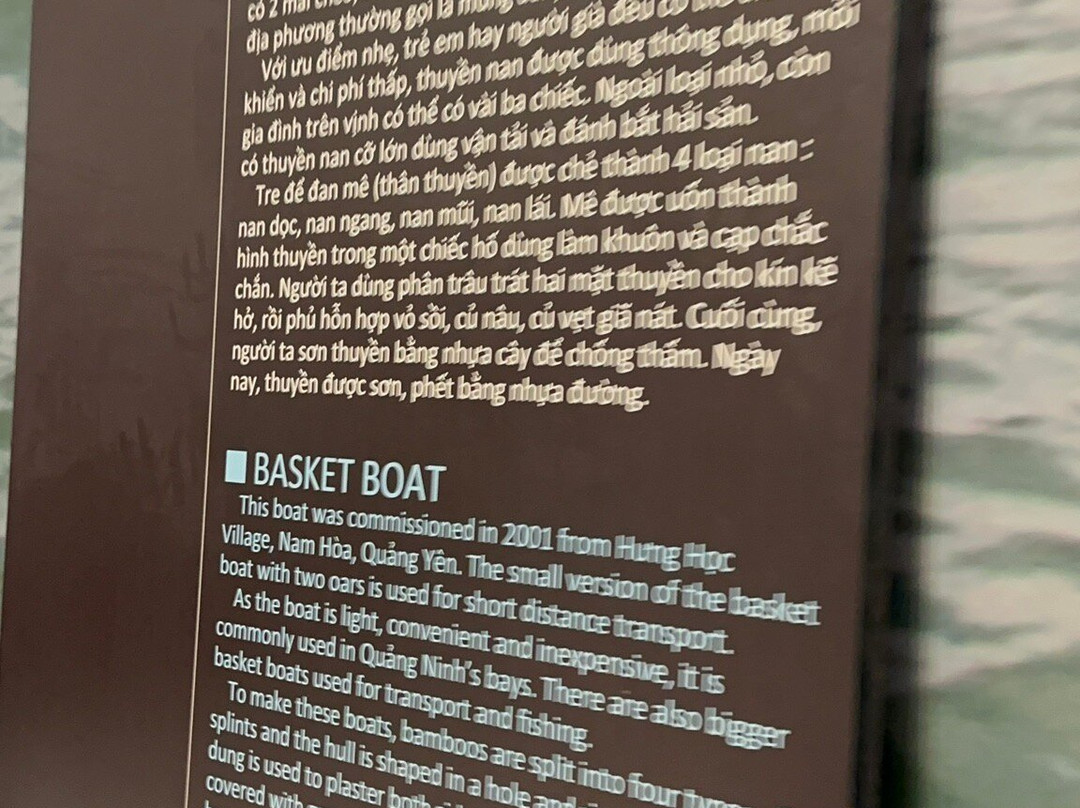 có 2 mái
địa phương thường gọi là mủng
Với ưu điểm nhẹ, trẻ em hay người già đều có
khiển và chi phí thấp, thuyền nan được dùng thông dụng, mỗi
gia đình trên vịnh có thể có vài ba chiếc. Ngoài loại nhỏ, còn
có thuyền nan cỡ lớn dùng vận tải và đánh bắt hải sản.
Tre để đan mê (thân thuyền) được chẻ thành 4 loại nan :
nan dọc, nan ngang, nan mũi, nan lái. Mê được uốn thành
hình thuyền trong một chiếc hố dùng làm khuôn và cạp chắc
chắn. Người ta dùng phân trâu trát hai mặt thuyền cho kín kẽ
hở, rồi phủ hỗn hợp vỏ sồi, củ nâu, củ vẹt giã nát. Cuối cùng,
người ta sơn thuyền bằng nhựa cây để chống thấm. Ngày
nay, thuyền được sơn, phết bằng nhựa đường.
BASKET BOAT
This boat was commissioned in 2001 from Hưng Học
Village, Nam Hòa, Quảng Yên. The small version of the basket
boat with two oars is used for short distance transport.
As the boat is light, convenient and inexpensive, it is
commonly used in Quảng Ninh's bays. There are also bigger
basket boats used for transport and fishing.
To make these boats, bamboos are split into four
splints and the hull is shaped in a hole and
dung is used to plaster both
covered with